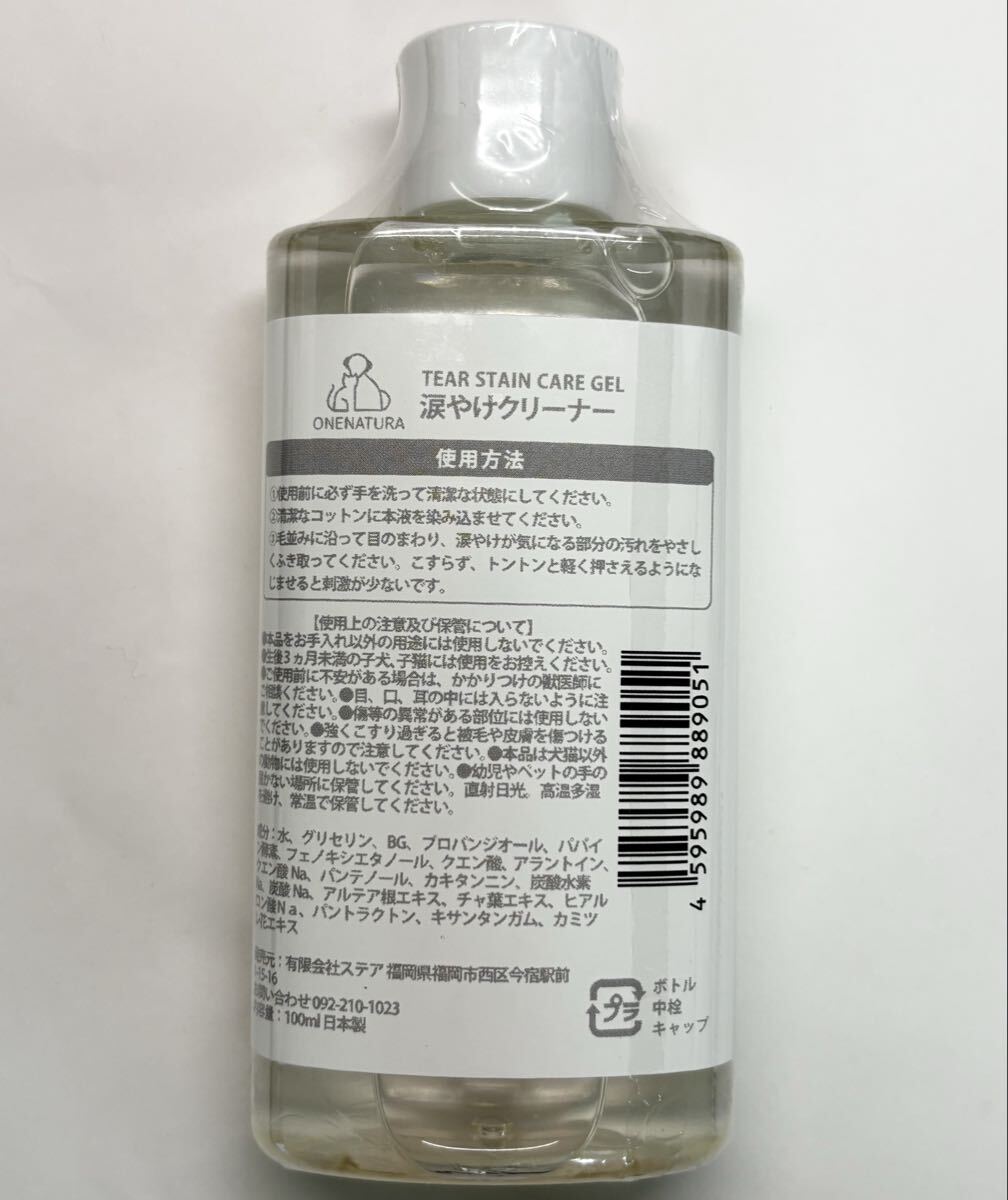 TEAR STAIN CARE GEL
涙やけクリーナー
ONENATURA
使用方法
①使用前に必ず手を洗って清潔な状態にしてください。
②清潔なコットンに本液を染み込ませてください。
③毛並みに沿って目のまわり、涙やけが気になる部分の汚れをやさし
くふき取ってください。こすらず、トントンと軽く押さえるようにな
じませると刺激が少ないです。
【使用上の注意及び保管について】
●本品をお手入れ以外の用途には使用しないでください。
●生後3ヵ月未満の子犬、子猫には使用をお控えください。
●ご使用前に不安がある場合は、かかりつけの獣医師に
ご相談ください。●目、口、耳の中には入らないように注
意してください。●傷等の異常がある部位には使用しない
でください。●強くこすり過ぎると被毛や皮膚を傷つける
ことがありますので注意してください。●本品は犬猫以外
の動物には使用しないでください。●幼児やペットの手の
届かない場所に保管してください。直射日光。高温多湿
を避け、常温で保管してください。
成分：水、グリセリン、BG、プロパンジオール、パパイ
ン酵素、フェノキシエタノール、クエン酸、アラントイン、
クエン酸Na、パンテノール、カキタンニン、炭酸水素
Na、炭酸Na、アルテア根エキス、チャ葉エキス、ヒアル
ロン酸Na、パントラクトン、キサンタンガム、カミツ
レ花エキス
発売元：有限会社ステア 福岡県福岡市西区今宿駅前
-15-16
お問い合わせ 092-210-1023
内容量：100ml 日本製
4 595989 889051
プラ
ボトル
中栓
キャップ